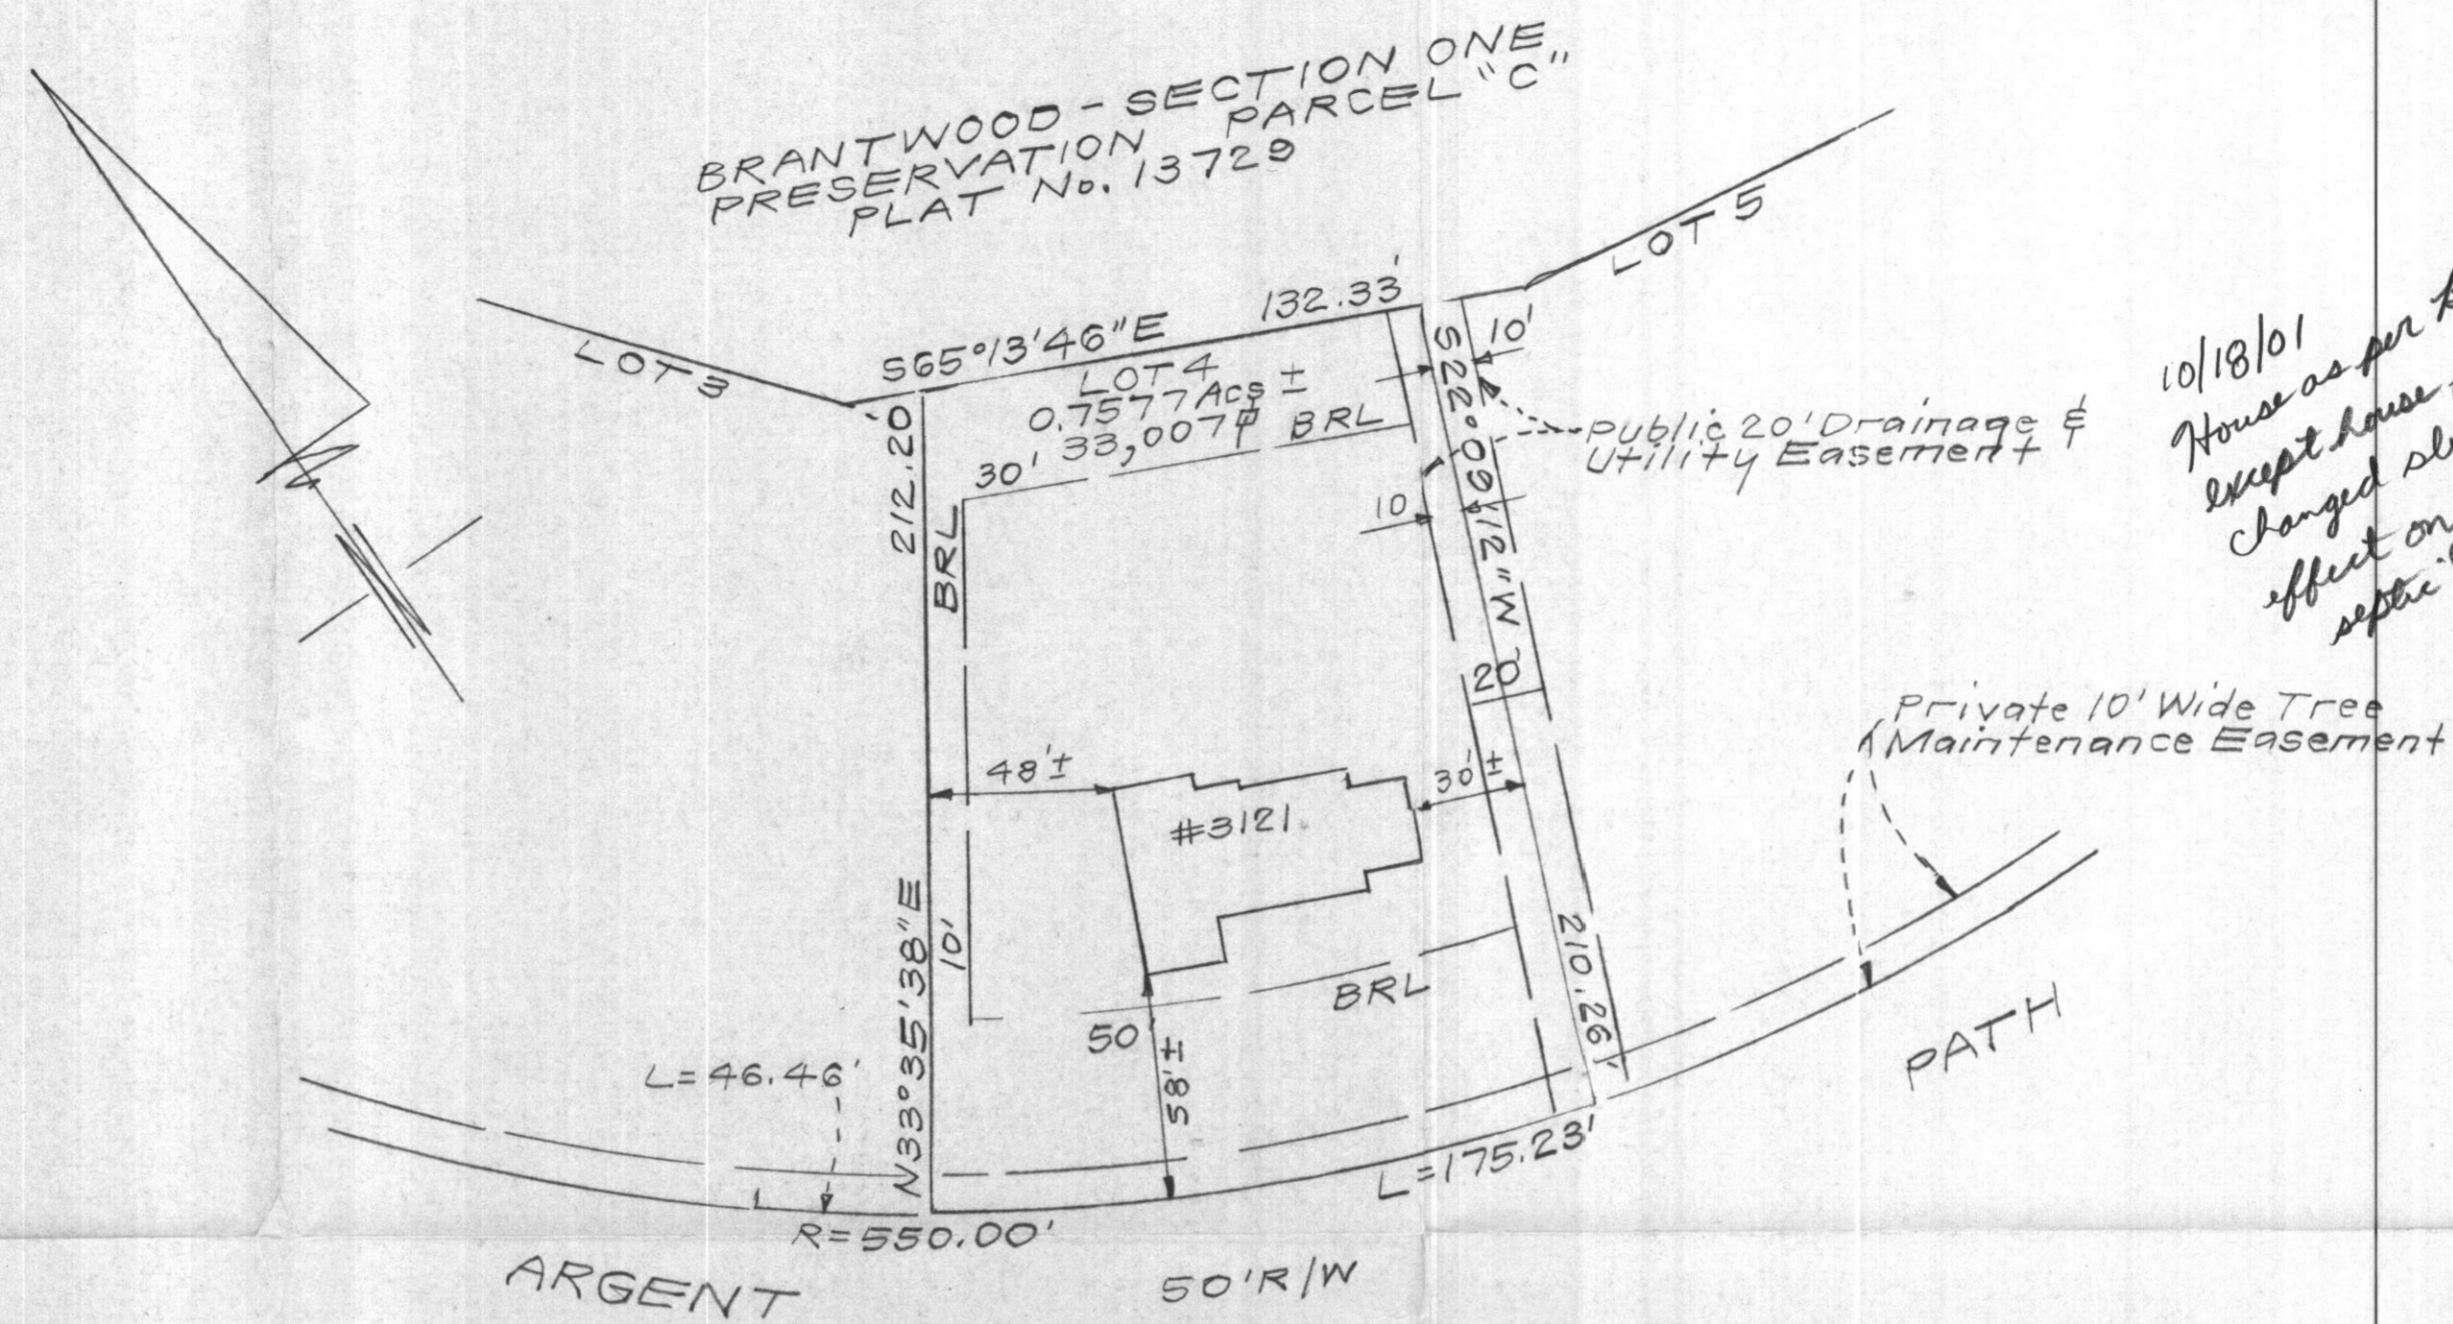 BRANTWOOD - SECTION ONE
PRESERVATION PARCEL "C"
PLAT No. 13729
LOT 3
LOT 5
S65°13'46"E
132.33'
LOT 4
0.7577 Acs ±
33,007
30'
BRL
212.20
BRL
10'
S22°09'12"W
Public 20' Drainage &
Utility Easement
10
20
10/18/01
House as per
except house
changed
effect on
septic
Private 10' Wide Tree
Maintenance Easement
48'±
30'±
#3121
N33°35'38"E
10'
210.26'
BRL
50'
58'±
L=46.46'
L=175.23'
R=550.00'
ARGENT
50'R/W
PATH